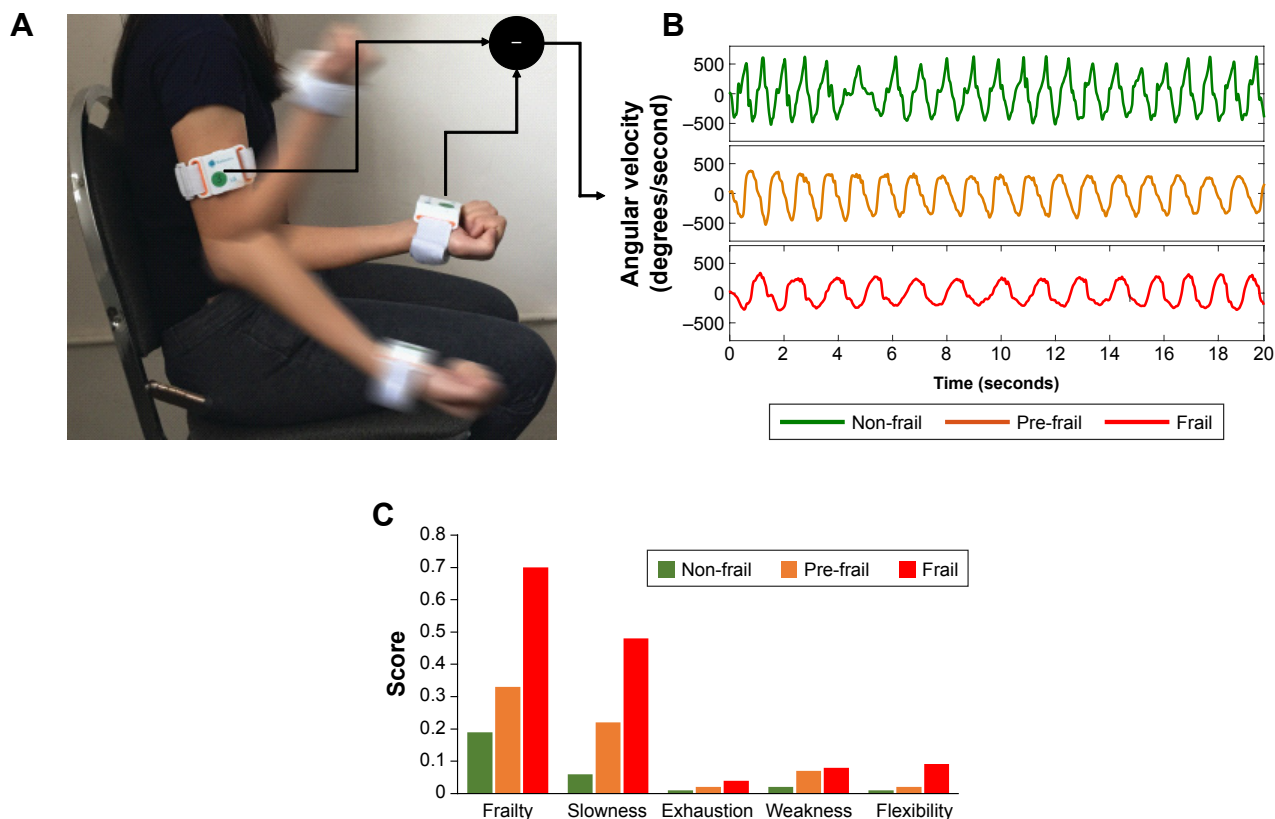 A
B
–
Angular velocity
(degrees/second)
500
0
–500
500
0
–500
500
0
–500
0 2 4 6 8 10 12 14 16 18 20
Time (seconds)
Non-frail Pre-frail Frail
C
Score
0.8
0.7
0.6
0.5
0.4
0.3
0.2
0.1
0
Non-frail Pre-frail Frail
Frailty Slowness Exhaustion Weakness Flexibility